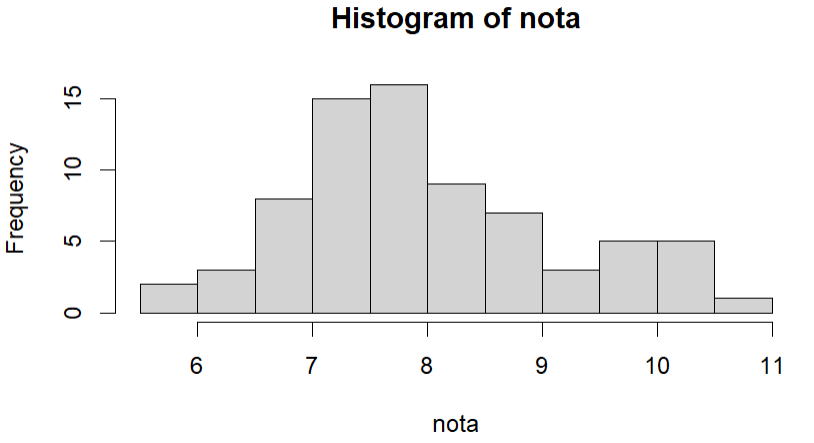 Histogram of nota
Frequency
15
10
5
0
6 7 8 9 10 11
nota